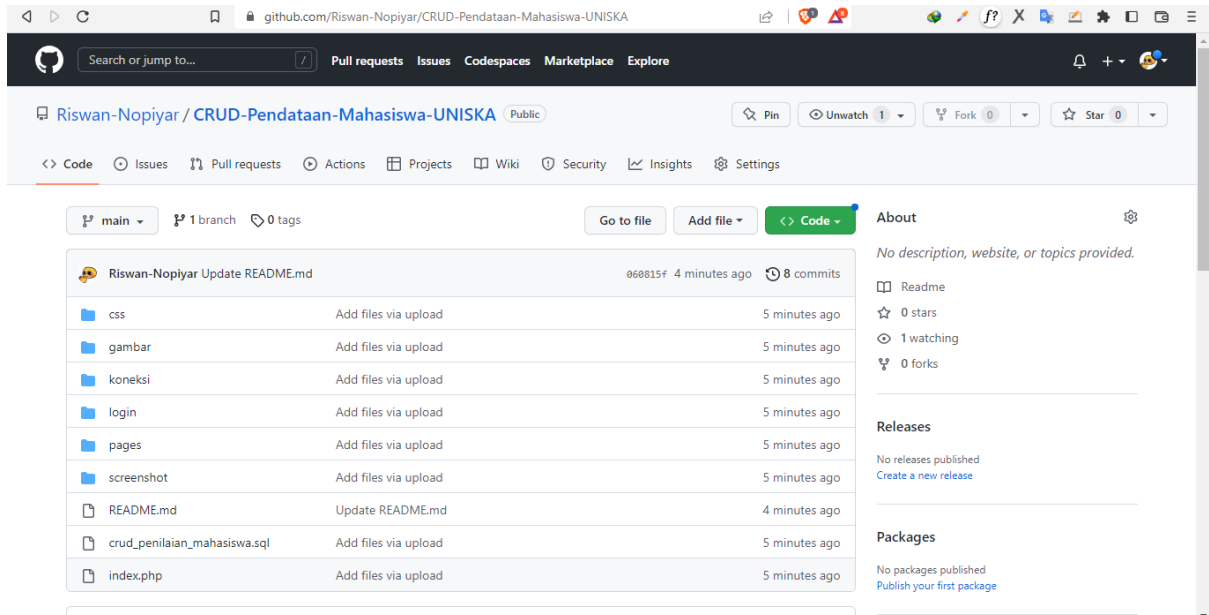 github.com/Riswan-Nopiyar/CRUD-Pendataan-Mahasiswa-UNISKA
Search or jump to... / Pull requests Issues Codespaces Marketplace Explore
Riswan-Nopiyar / CRUD-Pendataan-Mahasiswa-UNISKA Public Pin Unwatch 1 Fork 0 Star 0
Code Issues Pull requests Actions Projects Wiki Security Insights Settings
main 1 branch 0 tags Go to file Add file Code
Riswan-Nopiyar Update README.md 060815f 4 minutes ago 8 commits
css Add files via upload 5 minutes ago
gambar Add files via upload 5 minutes ago
koneksi Add files via upload 5 minutes ago
login Add files via upload 5 minutes ago
pages Add files via upload 5 minutes ago
screenshot Add files via upload 5 minutes ago
README.md Update README.md 4 minutes ago
crud_penilaian_mahasiswa.sql Add files via upload 5 minutes ago
index.php Add files via upload 5 minutes ago
About
No description, website, or topics provided.
Readme
0 stars
1 watching
0 forks
Releases
No releases published
Create a new release
Packages
No packages published
Publish your first package